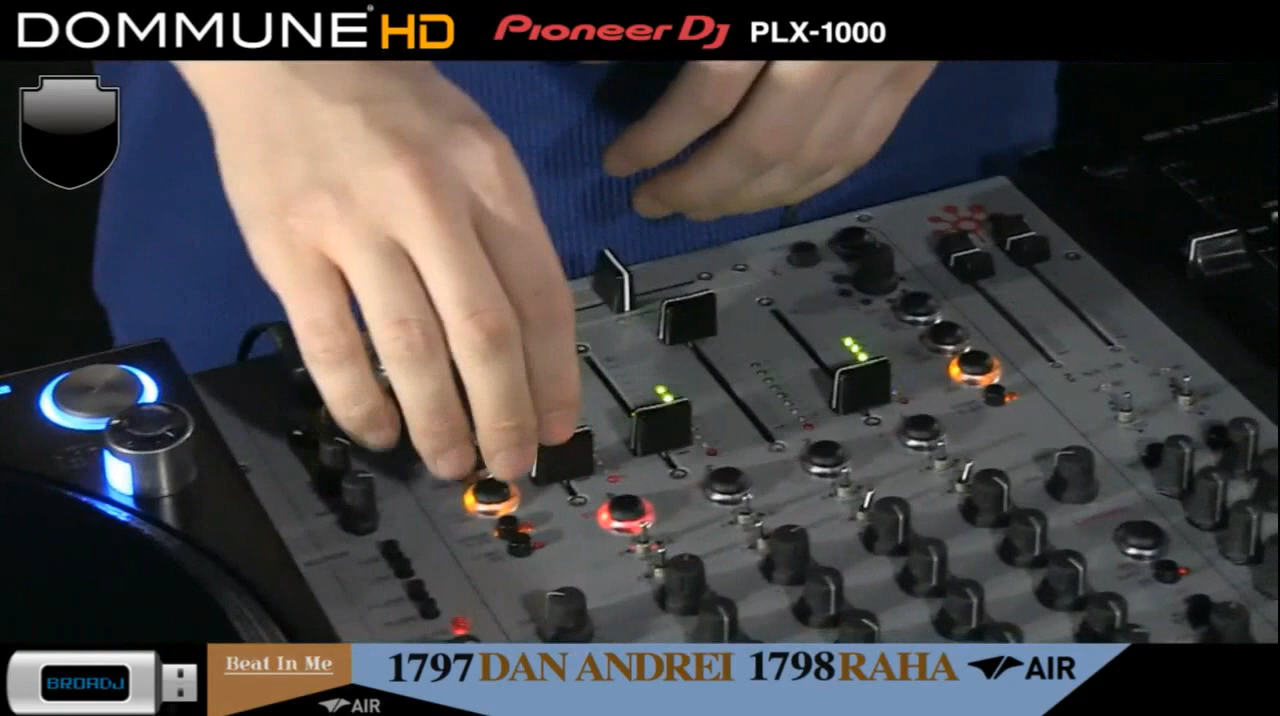 DOMMUNE HD Pioneer Dj PLX-1000
BROADJ
Beat In Me
AIR
1797 DAN ANDREI 1798 RAHA AIR